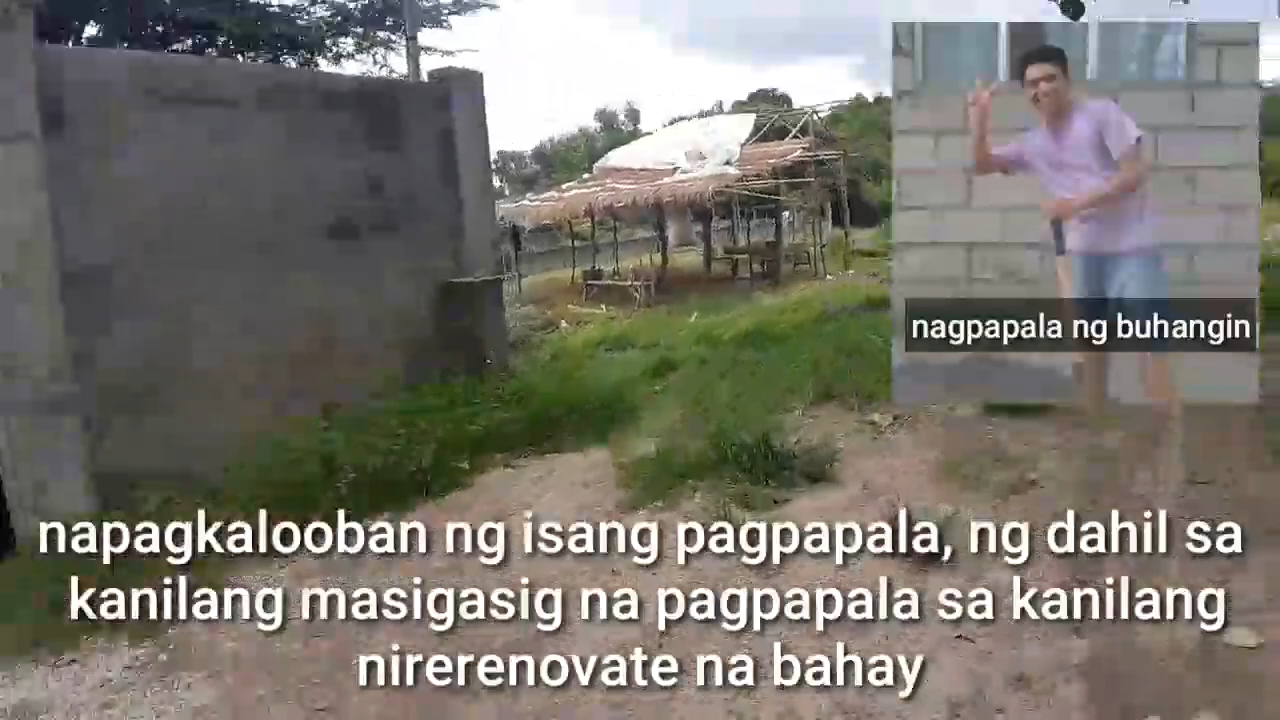 nagpapala ng buhangin
napagkalooban ng isang pagpapala, ng dahil sa
kanilang masigasig na pagpapala sa kanilang
nirerenovate na bahay